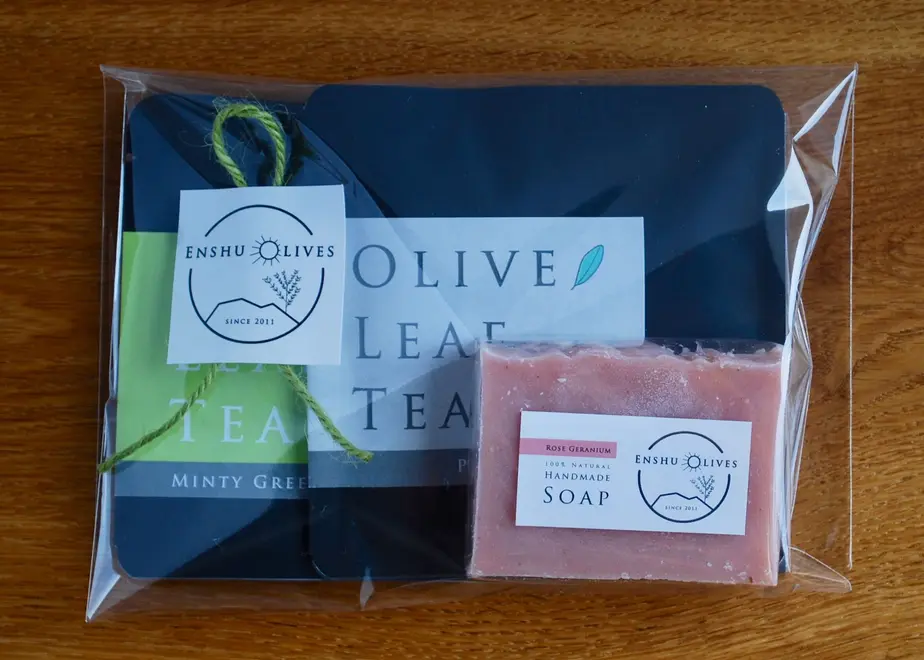 ENSHU OLIVES
SINCE 2011
TEA
MINTY GREE
OLIVE
LEAF
TEA
ROSE GERANIUM
100% NATURAL
HANDMADE
SOAP
ENSHU OLIVES
SINCE 2011